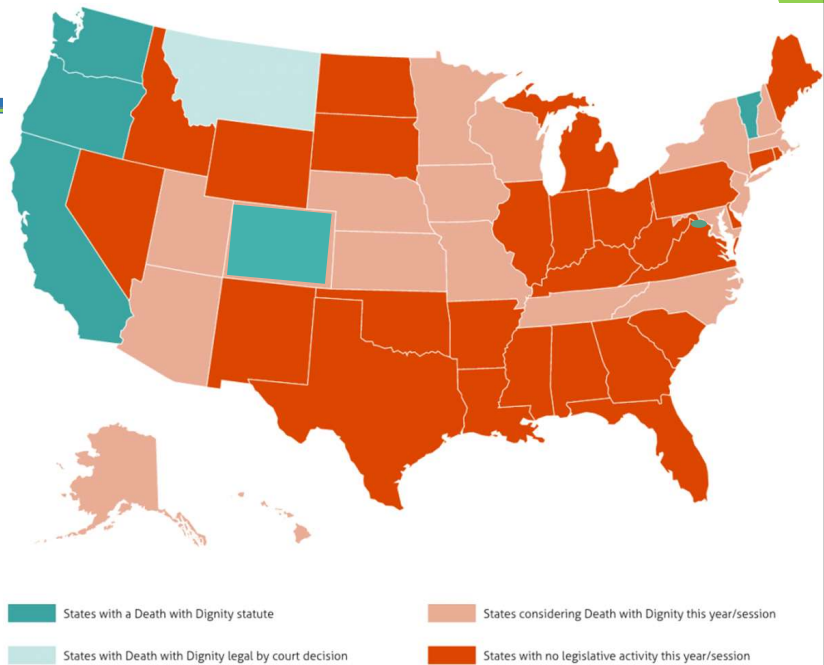 States with a Death with Dignity statute
States considering Death with Dignity this year/session
States with Death with Dignity legal by court decision
States with no legislative activity this year/session